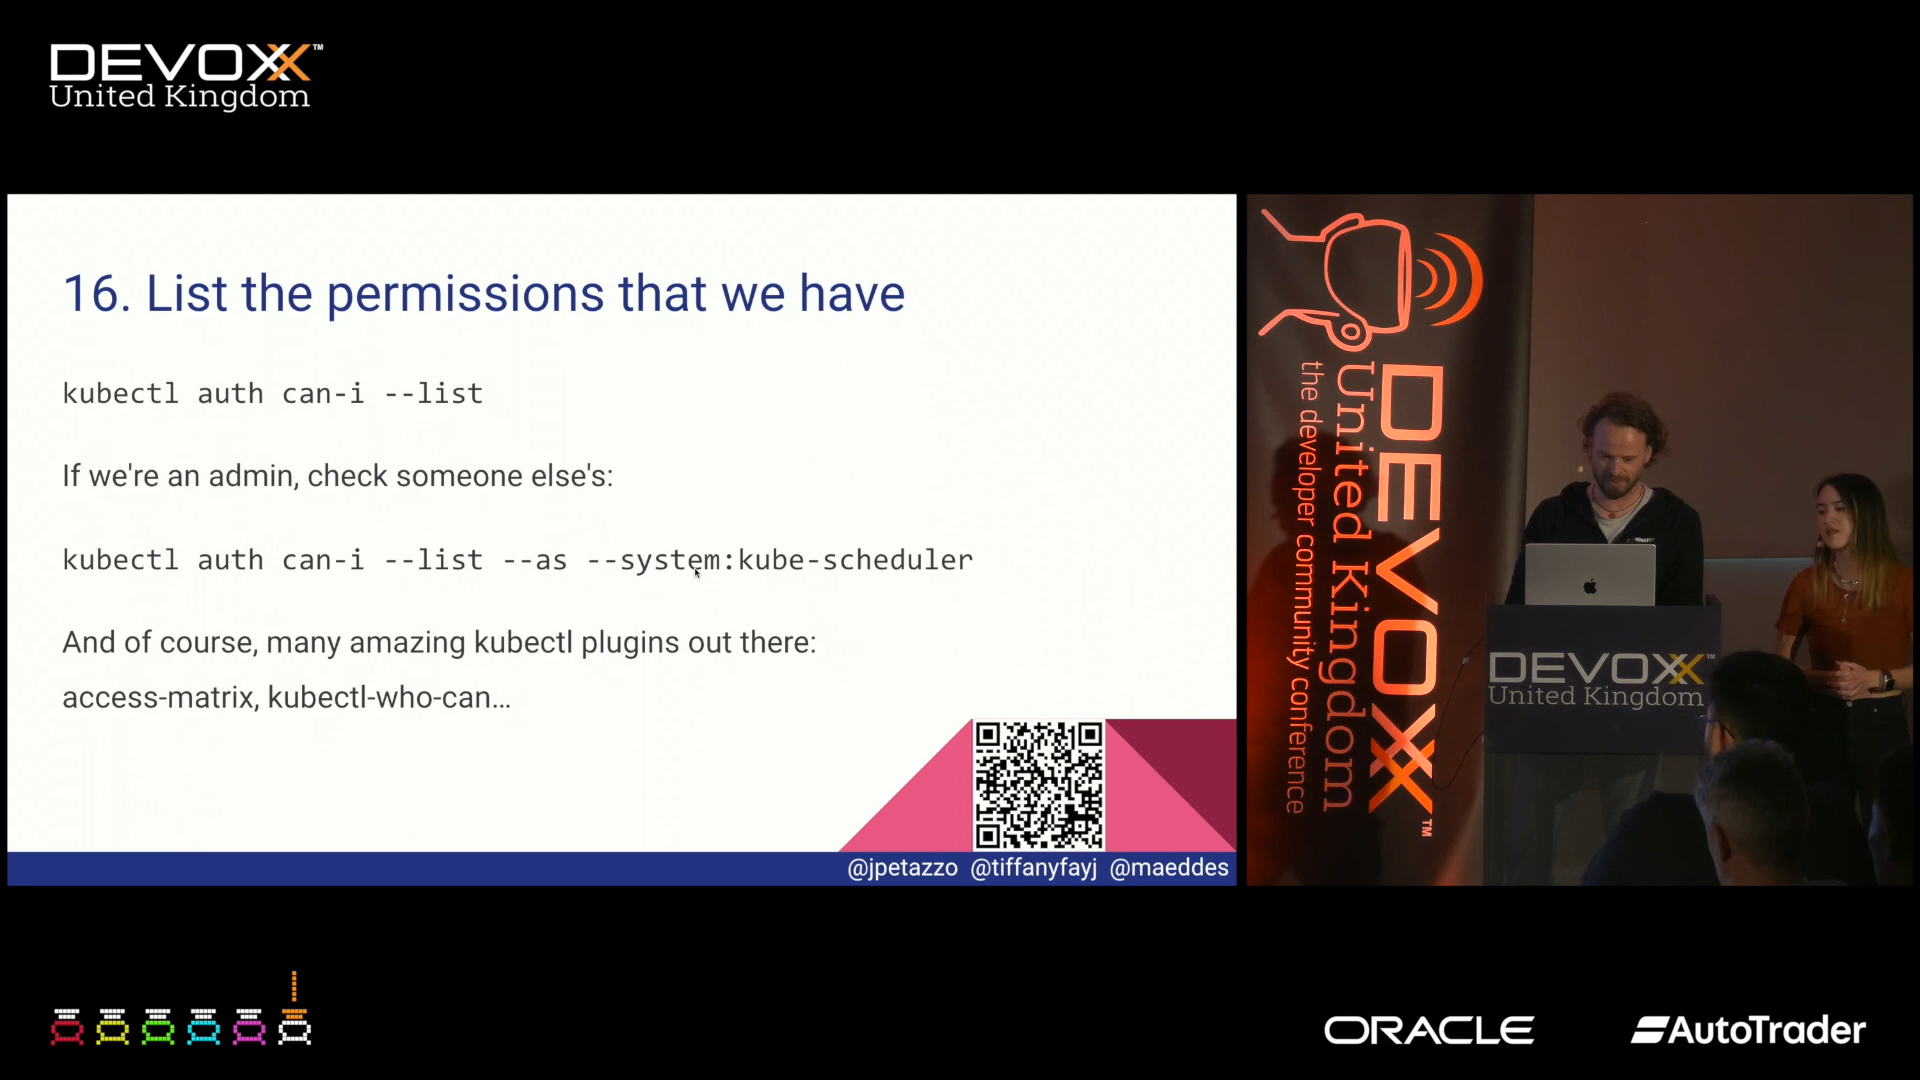 DEVOXX™
United Kingdom
16. List the permissions that we have
kubectl auth can-i --list
If we're an admin, check someone else's:
kubectl auth can-i --list --as --system:kube-scheduler
And of course, many amazing kubectl plugins out there:
access-matrix, kubectl-who-can...
@jpetazzo @tiffanyfayj @maeddes
DEVOXX™
United Kingdom
the developer community conference
DEVOXX™
United Kingdom
ORACLE
AutoTrader